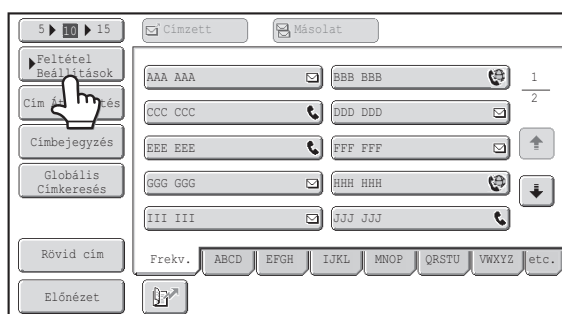 5 10 15
Címzett
Másolat
Feltétel
Beállítások
Cím
tés
Címbejegyzés
Globális
Címkeresés
Rövid cím
Előnézet
AAA AAA
BBB BBB
CCC CCC
DDD DDD
EEE EEE
FFF FFF
GGG GGG
HHH HHH
III III
JJJ JJJ
1
2
Frekv. ABCD EFGH IJKL MNOP QRSTU VWXYZ etc.